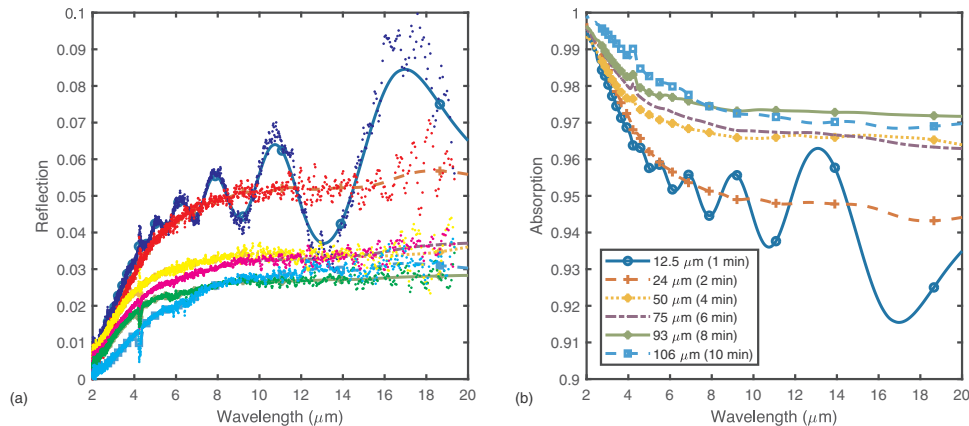 0.1
0.09
0.08
0.07
0.06
0.05
0.04
0.03
0.02
0.01
0
Reflection
2 4 6 8 10 12 14 16 18 20
Wavelength (μm)
(a)
1
0.99
0.98
0.97
0.96
0.95
0.94
0.93
0.92
0.91
0.9
Absorption
12.5 μm (1 min)
24 μm (2 min)
50 μm (4 min)
75 μm (6 min)
93 μm (8 min)
106 μm (10 min)
2 4 6 8 10 12 14 16 18 20
Wavelength (μm)
(b)